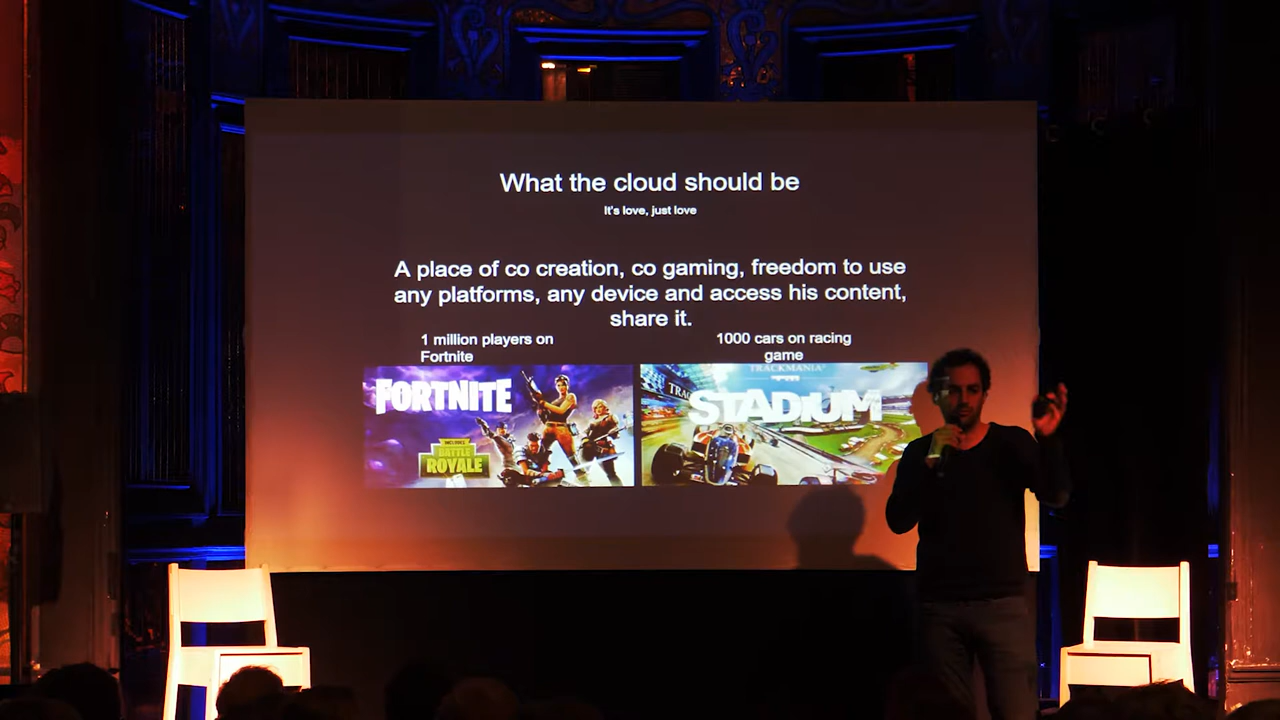 What the cloud should be
It's love, just love
A place of co creation, co gaming, freedom to use
any platforms, any device and access his content,
share it.
1 million players on
Fortnite
1000 cars on racing
game
FORTNITE
INCLUDES
BATTLE
ROYALE
TRACKMANIA
STADIUM